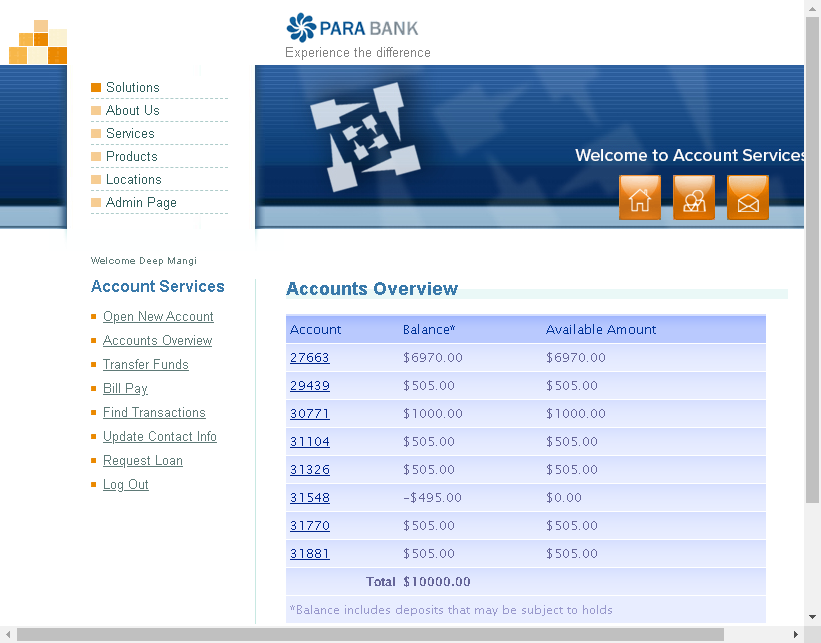 PARA BANK
Experience the difference
Solutions
About Us
Services
Products
Locations
Admin Page
Welcome to Account Services
Welcome Deep Mangi
Account Services
Open New Account
Accounts Overview
Transfer Funds
Bill Pay
Find Transactions
Update Contact Info
Request Loan
Log Out
Accounts Overview
Account Balance* Available Amount
27663 $6970.00 $6970.00
29439 $505.00 $505.00
30771 $1000.00 $1000.00
31104 $505.00 $505.00
31326 $505.00 $505.00
31548 -$495.00 $0.00
31770 $505.00 $505.00
31881 $505.00 $505.00
Total $10000.00
*Balance includes deposits that may be subject to holds